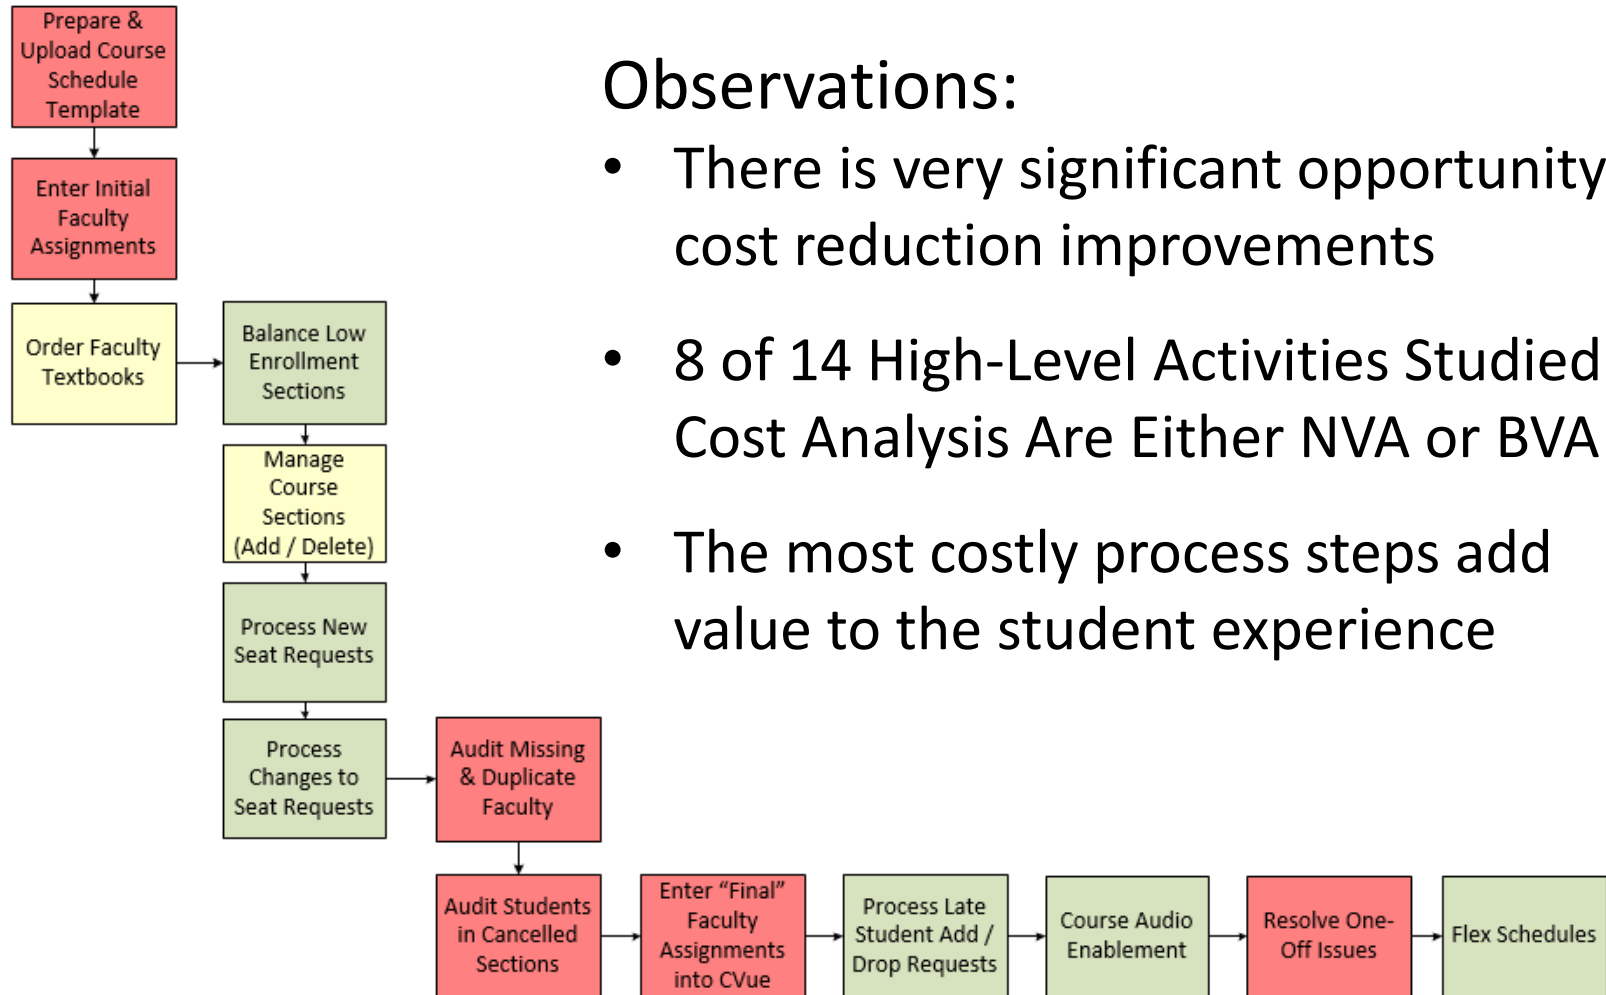 Prepare &
Upload Course
Schedule
Template
Enter Initial
Faculty
Assignments
Order Faculty
Textbooks
Balance Low
Enrollment
Sections
Manage
Course
Sections
(Add / Delete)
Process New
Seat Requests
Process
Changes to
Seat Requests
Audit Missing
& Duplicate
Faculty
Audit Students
in Cancelled
Sections
Enter “Final”
Faculty
Assignments
into CVue
Process Late
Student Add /
Drop Requests
Course Audio
Enablement
Resolve One-
Off Issues
Flex Schedules
Observations:
• There is very significant opportunity
cost reduction improvements
• 8 of 14 High-Level Activities Studied
Cost Analysis Are Either NVA or BVA
• The most costly process steps add
value to the student experience